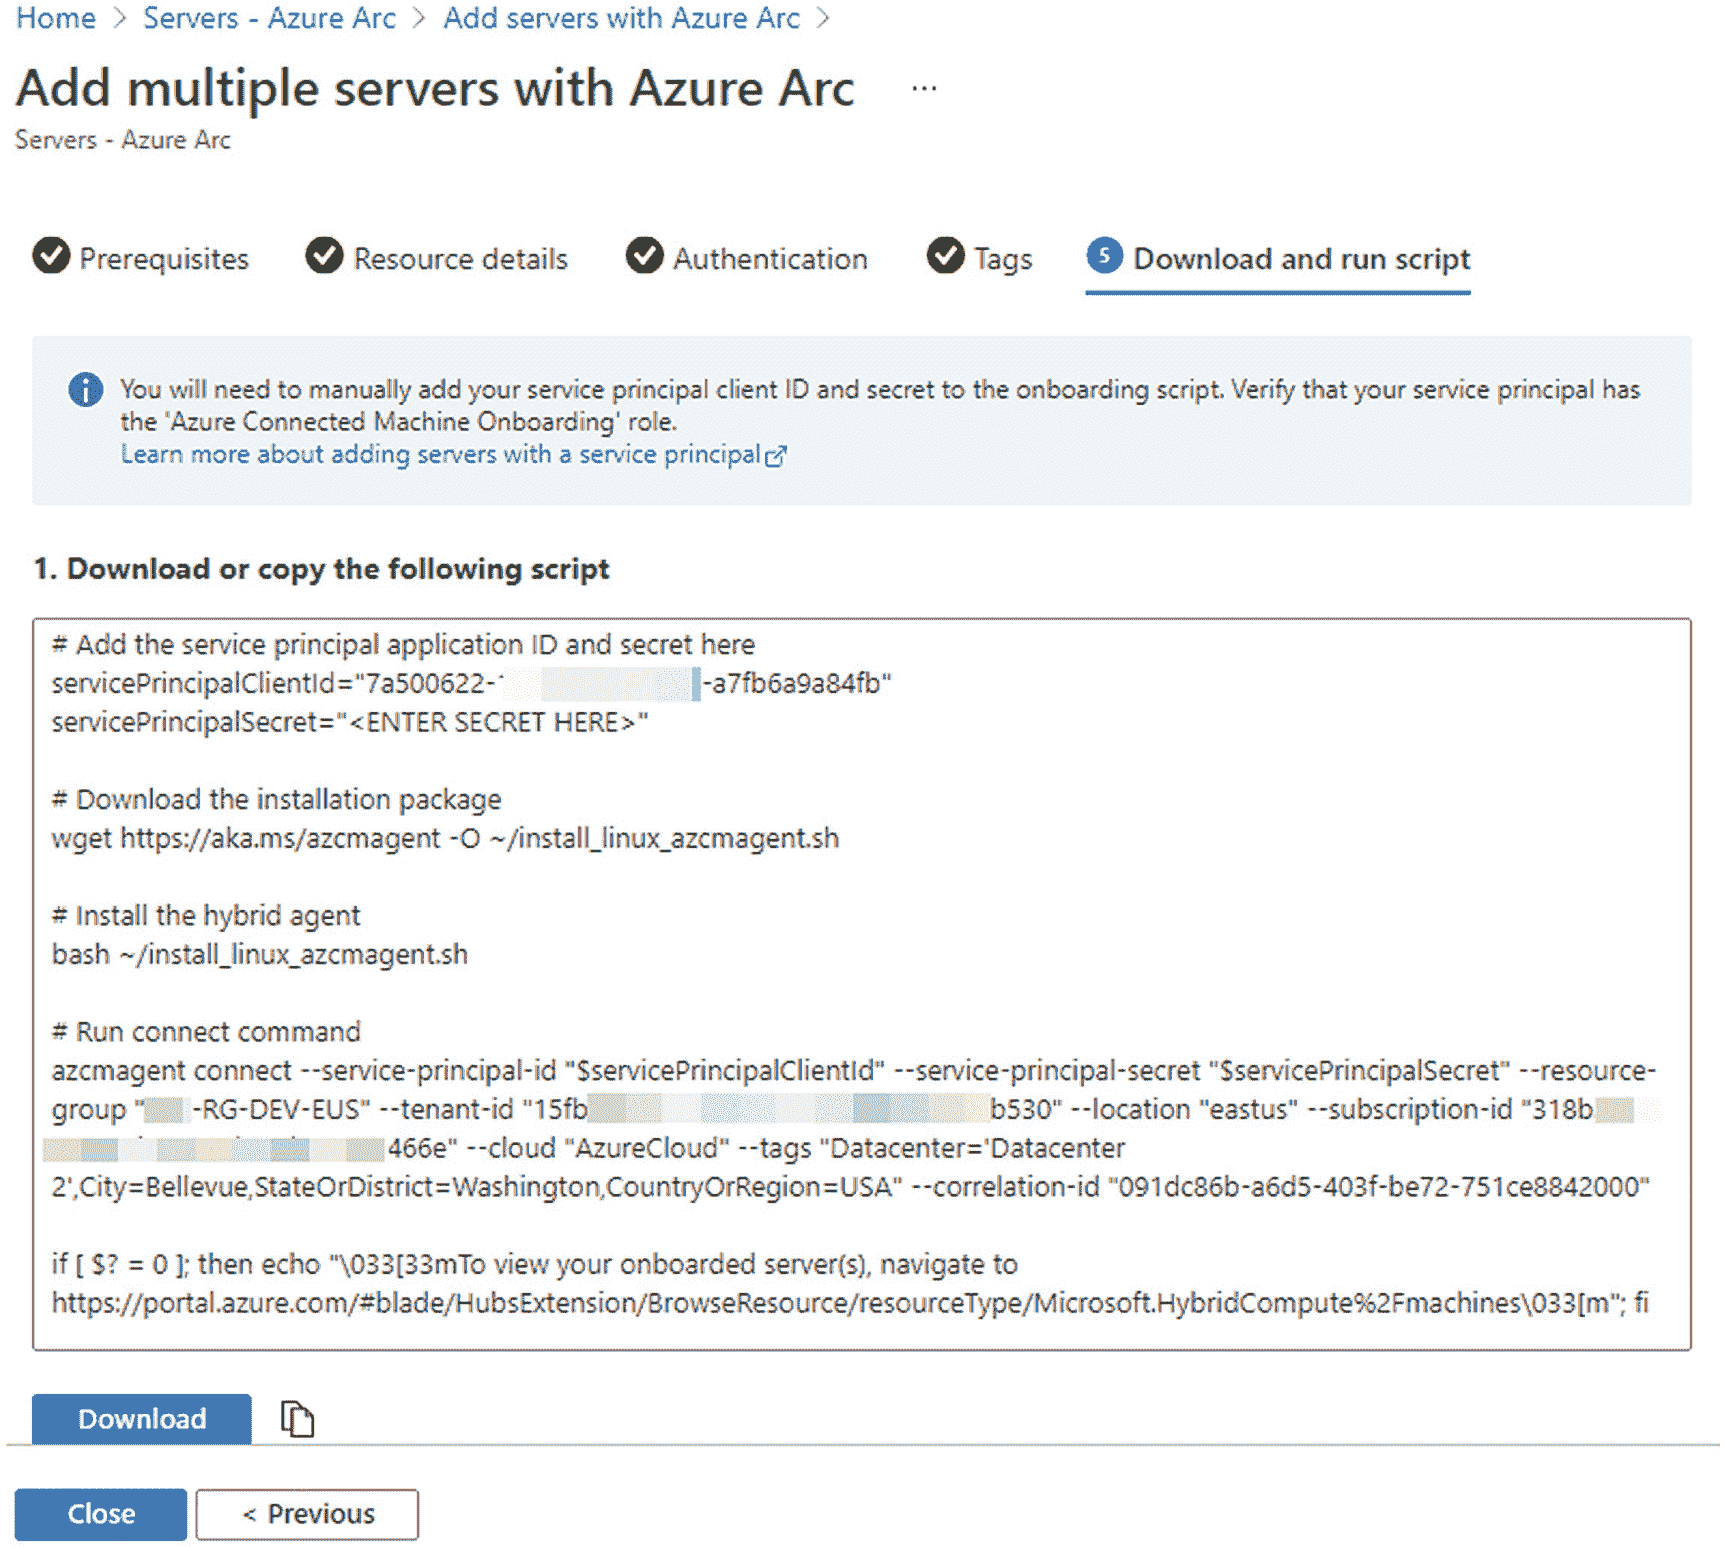 Home > Servers - Azure Arc > Add servers with Azure Arc >
Add multiple servers with Azure Arc ...
Servers - Azure Arc
Prerequisites Resource details Authentication Tags 5 Download and run script
You will need to manually add your service principal client ID and secret to the onboarding script. Verify that your service principal has
the 'Azure Connected Machine Onboarding' role.
Learn more about adding servers with a service principal
1. Download or copy the following script
# Add the service principal application ID and secret here
servicePrincipalClientId="7a500622- -a7fb6a9a84fb"
servicePrincipalSecret="<ENTER SECRET HERE>"
# Download the installation package
wget https://aka.ms/azcmagent -O ~/install_linux_azcmagent.sh
# Install the hybrid agent
bash ~/install_linux_azcmagent.sh
# Run connect command
azcmagent connect --service-principal-id "$servicePrincipalClientId" --service-principal-secret "$servicePrincipalSecret" --resource-
group " -RG-DEV-EUS" --tenant-id "15fb b530" --location "eastus" --subscription-id "318b
466e" --cloud "AzureCloud" --tags "Datacenter='Datacenter
2',City=Bellevue,StateOrDistrict=Washington,CountryOrRegion=USA" --correlation-id "091dc86b-a6d5-403f-be72-751ce8842000"
if [ $? = 0 ]; then echo "\033[33mTo view your onboarded server(s), navigate to
https://portal.azure.com/#blade/HubsExtension/BrowseResource/resourceType/Microsoft.HybridCompute%2Fmachines\033[m"; fi
Download
Close < Previous